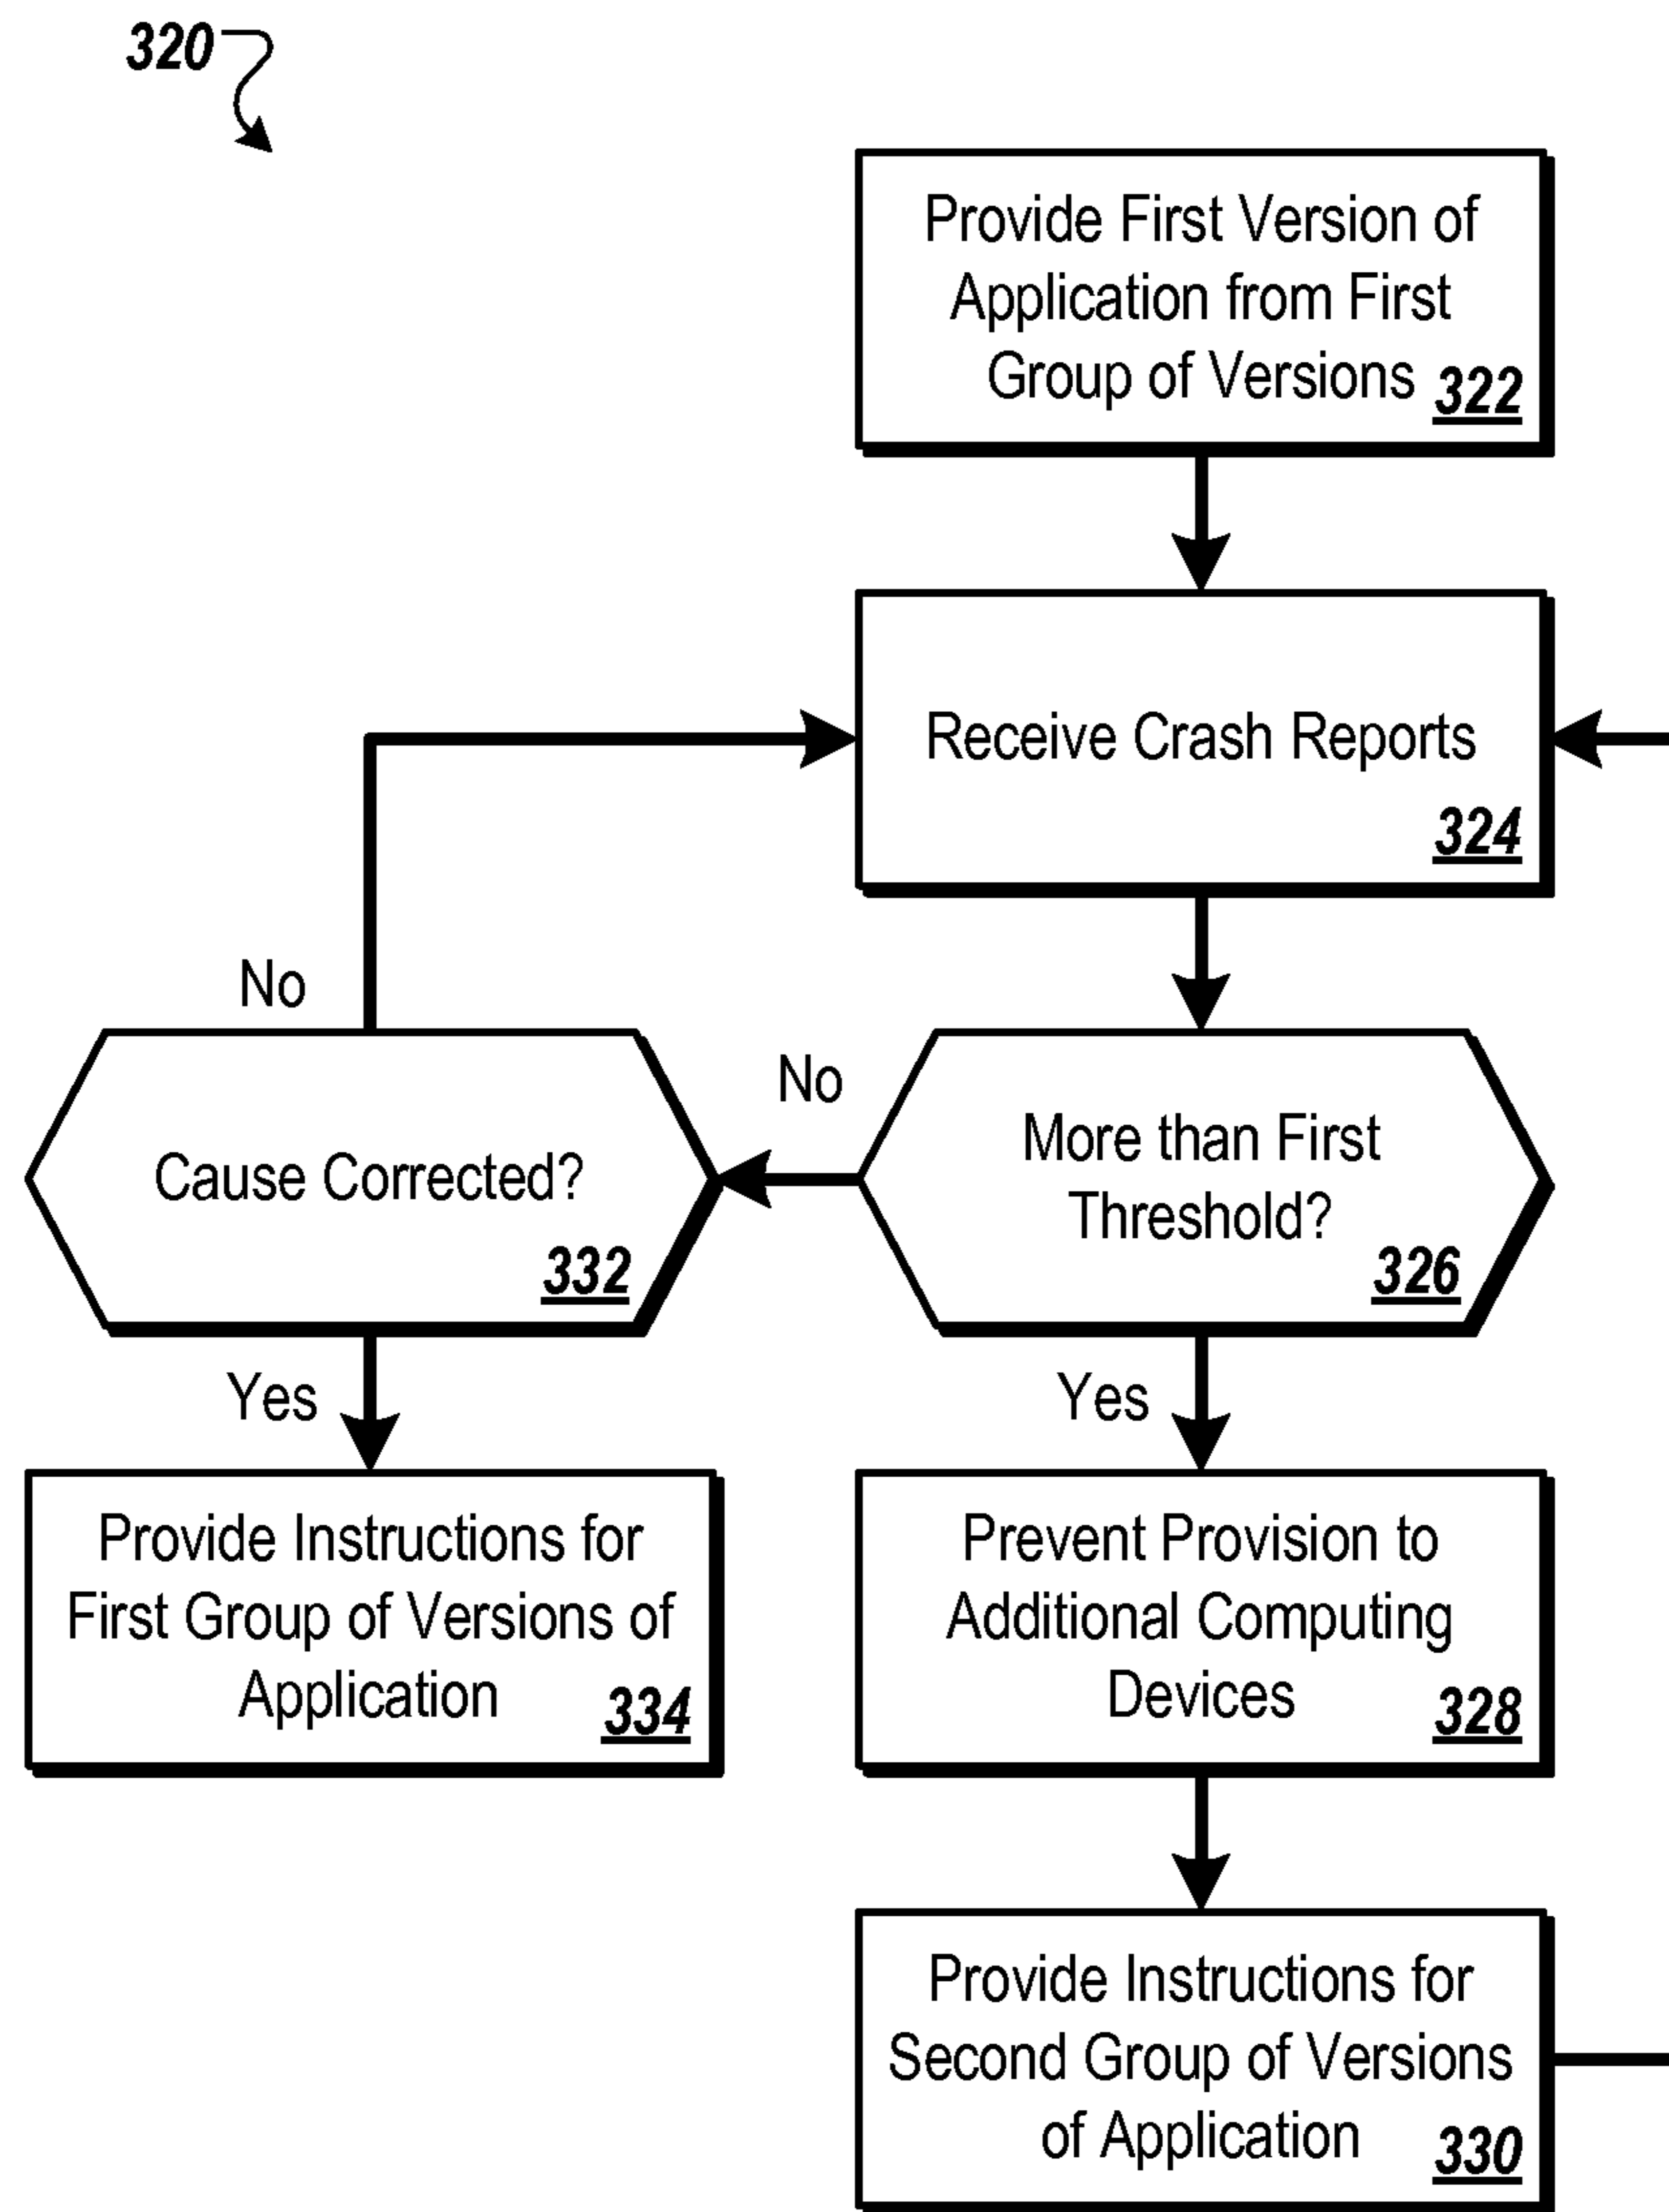 320
Provide First Version of
Application from First
Group of Versions 322
Receive Crash Reports
324
No
No
Cause Corrected?
332
More than First
Threshold?
326
Yes
Yes
Provide Instructions for
First Group of Versions of
Application 334
Prevent Provision to
Additional Computing
Devices 328
Provide Instructions for
Second Group of Versions
of Application 330